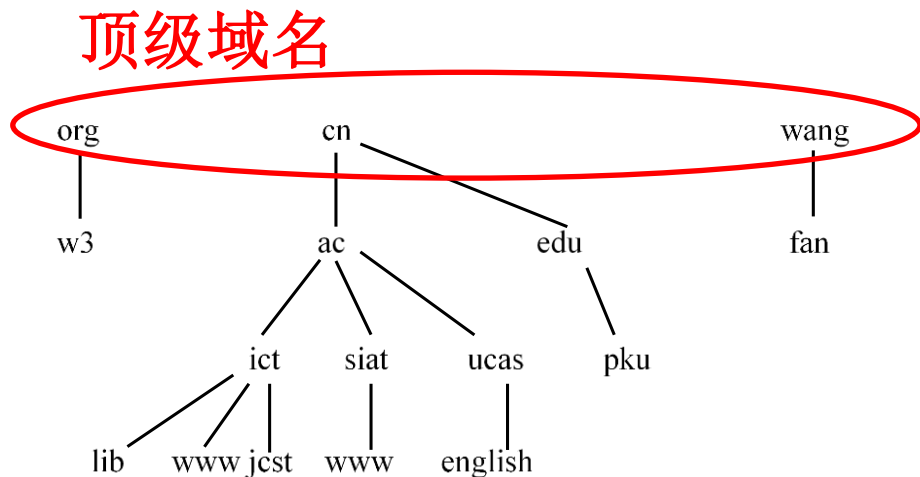 顶级域名
org cn wang
w3 ac edu fan
ict siat ucas pku
lib www jcst www english